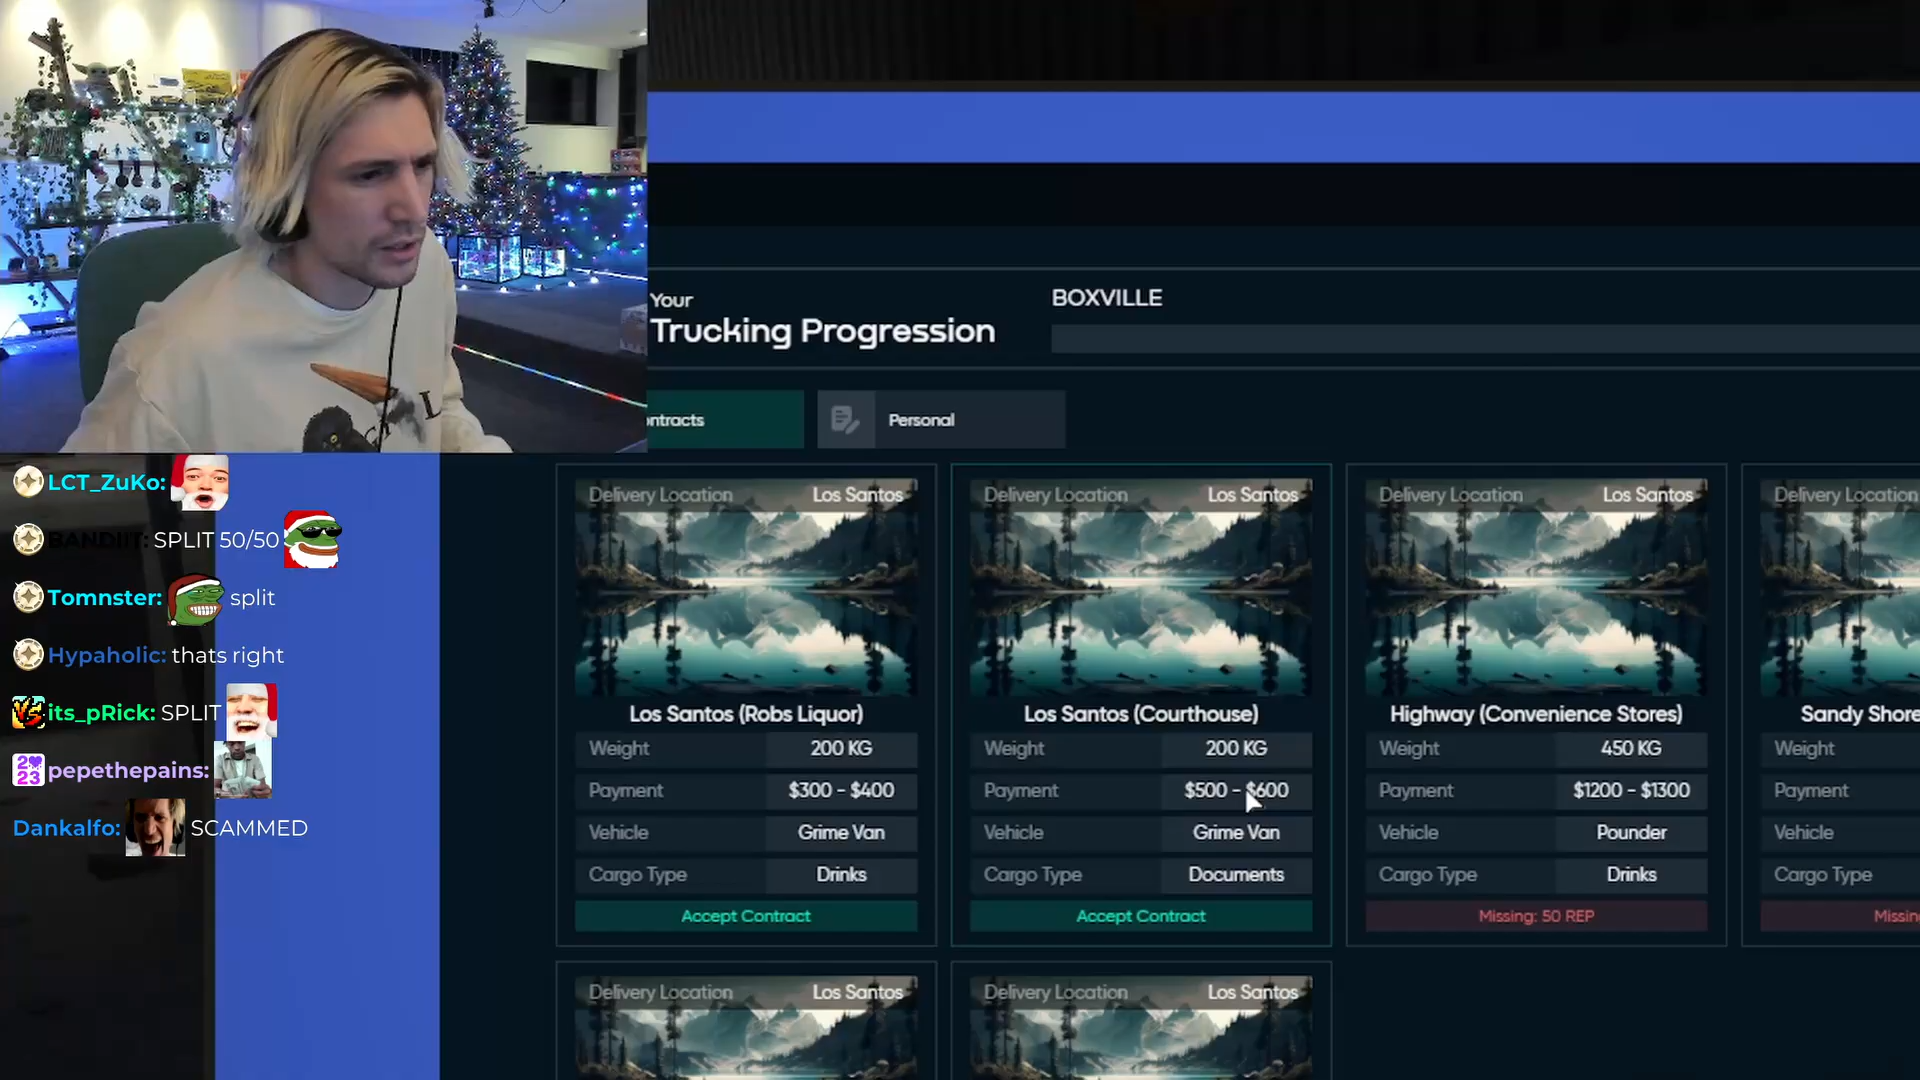 Your
Trucking Progression
BOXVILLE
ontracts
Personal
LCT_ZuKo:
BANDIIT: SPLIT 50/50
Tomnster: split
Hypaholic: thats right
its_pRick: SPLIT
2023 pepethepains:
Dankalfo: SCAMMED
Delivery Location Los Santos
Los Santos (Robs Liquor)
Weight 200 KG
Payment $300 - $400
Vehicle Grime Van
Cargo Type Drinks
Accept Contract
Delivery Location Los Santos
Los Santos (Courthouse)
Weight 200 KG
Payment $500 - $600
Vehicle Grime Van
Cargo Type Documents
Accept Contract
Delivery Location Los Santos
Highway (Convenience Stores)
Weight 450 KG
Payment $1200 - $1300
Vehicle Pounder
Cargo Type Drinks
Missing: 50 REP
Delivery Location
Sandy Shore
Weight
Payment
Vehicle
Cargo Type
Missin
Delivery Location Los Santos
Delivery Location Los Santos